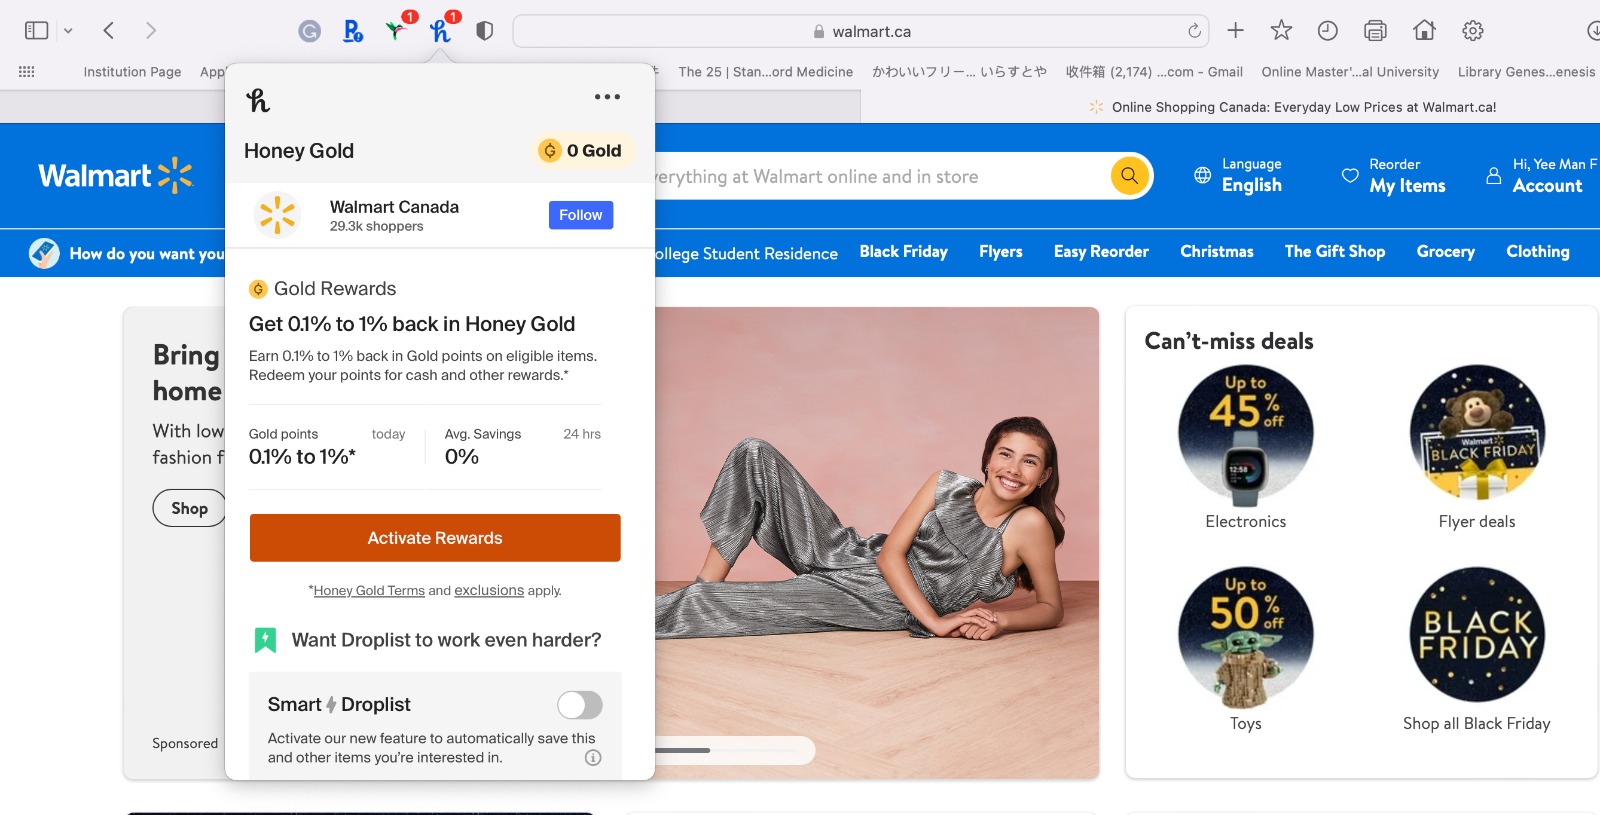 1
1
walmart.ca
Institution Page
The 25 | Stan...ord Medicine
かわいいフリー... いらすとや
收件箱 (2,174) ...com - Gmail
Online Master'...al University
Library Genes...enesis
Online Shopping Canada: Everyday Low Prices at Walmart.ca!
Honey Gold
0 Gold
Walmart Canada
29.3k shoppers
Follow
Gold Rewards
Get 0.1% to 1% back in Honey Gold
Earn 0.1% to 1% back in Gold points on eligible items.
Redeem your points for cash and other rewards.*
Gold points today
0.1% to 1%*
Avg. Savings 24 hrs
0%
Activate Rewards
*Honey Gold Terms and exclusions apply.
Want Droplist to work even harder?
Smart Droplist
Activate our new feature to automatically save this
and other items you're interested in.
Walmart
everything at Walmart online and in store
Language
English
Reorder
My Items
Hi, Yee Man F
Account
How do you want you
ollege Student Residence
Black Friday
Flyers
Easy Reorder
Christmas
The Gift Shop
Grocery
Clothing
Bring
home
With low
fashion f
Shop
Sponsored
Can't-miss deals
Up to
45% off
12:58
Electronics
Walmart
BLACK FRIDAY
Flyer deals
Up to
50% off
Toys
BLACK
FRIDAY
Shop all Black Friday